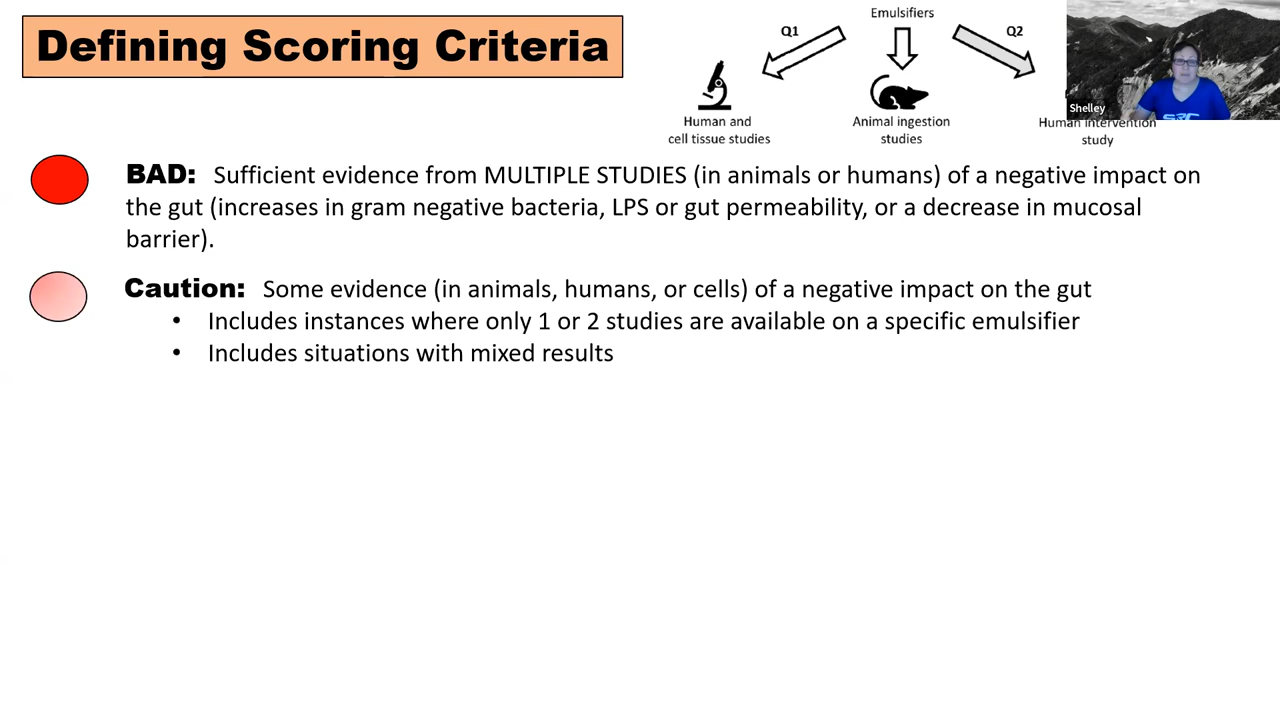 Defining Scoring Criteria
Emulsifiers
Q1
Q2
Human and
cell tissue studies
Animal ingestion
studies
Human intervention
study
Shelley
BAD: Sufficient evidence from MULTIPLE STUDIES (in animals or humans) of a negative impact on
the gut (increases in gram negative bacteria, LPS or gut permeability, or a decrease in mucosal
barrier).
Caution: Some evidence (in animals, humans, or cells) of a negative impact on the gut
• Includes instances where only 1 or 2 studies are available on a specific emulsifier
• Includes situations with mixed results